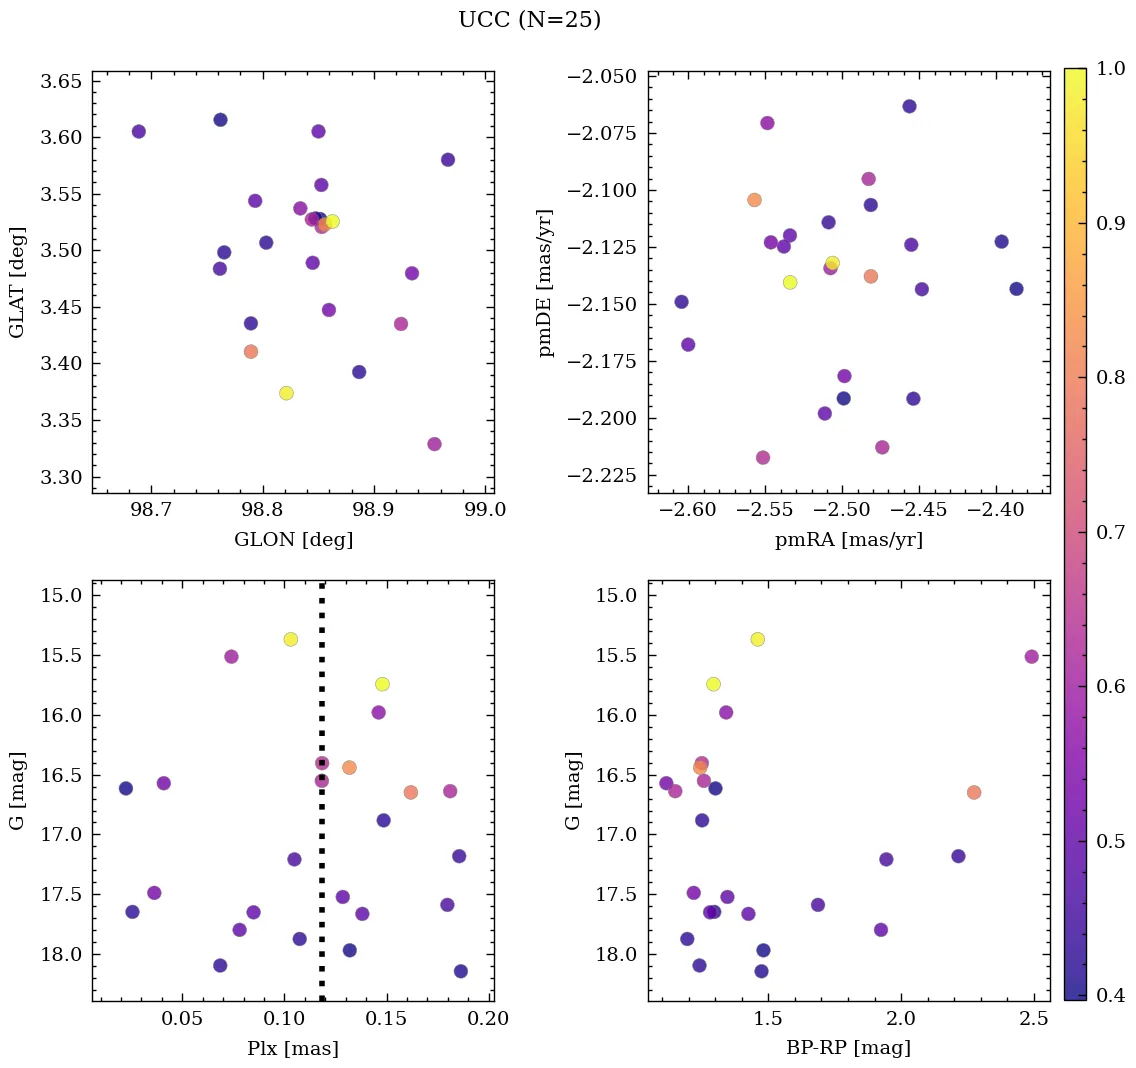 UCC (N=25)
3.65
3.60
3.55
3.50
3.45
3.40
3.35
3.30
GLAT [deg]
98.7 98.8 98.9 99.0
GLON [deg]
−2.050
−2.075
−2.100
−2.125
−2.150
−2.175
−2.200
−2.225
pmDE [mas/yr]
−2.60 −2.55 −2.50 −2.45 −2.40
pmRA [mas/yr]
15.0
15.5
16.0
16.5
17.0
17.5
18.0
G [mag]
0.05 0.10 0.15 0.20
Plx [mas]
15.0
15.5
16.0
16.5
17.0
17.5
18.0
G [mag]
1.5 2.0 2.5
BP-RP [mag]
1.0
0.9
0.8
0.7
0.6
0.5
0.4